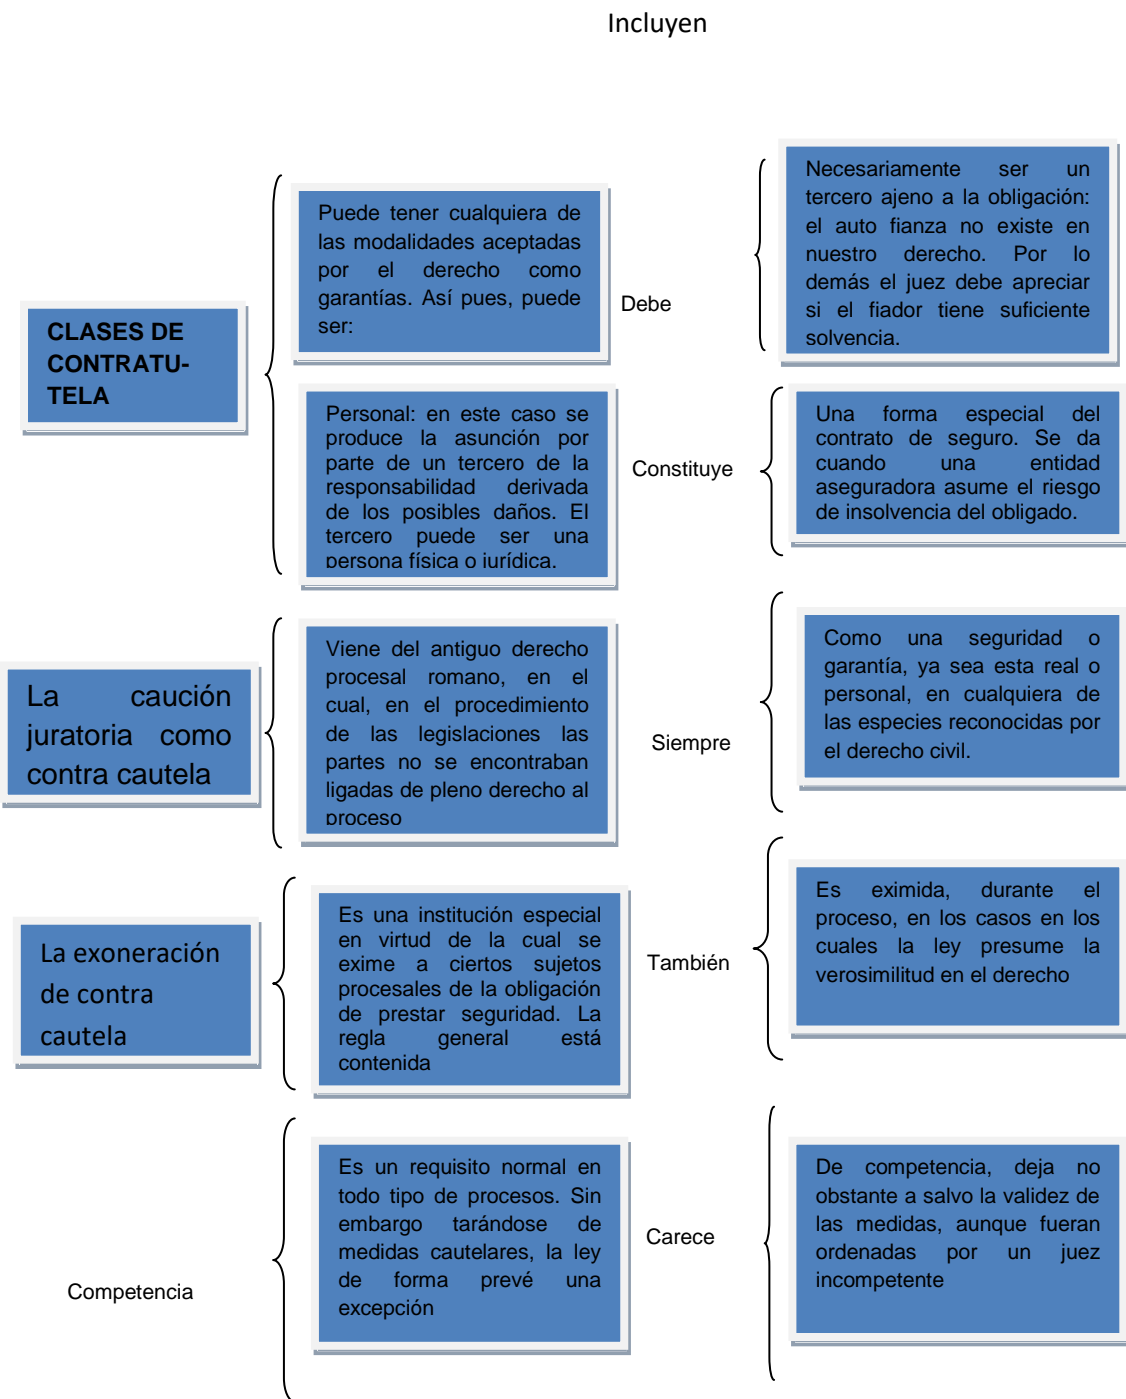 Incluyen
CLASES DE
CONTRATU-
TELA
Puede tener cualquiera de
las modalidades aceptadas
por el derecho como
garantías. Así pues, puede
ser:
Debe
Necesariamente ser un
tercero ajeno a la obligación:
el auto fianza no existe en
nuestro derecho. Por lo
demás el juez debe apreciar
si el fiador tiene suficiente
solvencia.
Personal: en este caso se
produce la asunción por
parte de un tercero de la
responsabilidad derivada
de los posibles daños. El
tercero puede ser una
persona física o jurídica.
Constituye
Una forma especial del
contrato de seguro. Se da
cuando una entidad
aseguradora asume el riesgo
de insolvencia del obligado.
La caución
juratoria como
contra cautela
Viene del antiguo derecho
procesal romano, en el
cual, en el procedimiento
de las legislaciones las
partes no se encontraban
ligadas de pleno derecho al
proceso
Siempre
Como una seguridad o
garantía, ya sea esta real o
personal, en cualquiera de
las especies reconocidas por
el derecho civil.
La exoneración
de contra
cautela
Es una institución especial
en virtud de la cual se
exime a ciertos sujetos
procesales de la obligación
de prestar seguridad. La
regla general está
contenida
También
Es eximida, durante el
proceso, en los casos en los
cuales la ley presume la
verosimilitud en el derecho
Competencia
Es un requisito normal en
todo tipo de procesos. Sin
embargo tarándose de
medidas cautelares, la ley
de forma prevé una
excepción
Carece
De competencia, deja no
obstante a salvo la validez de
las medidas, aunque fueran
ordenadas por un juez
incompetente